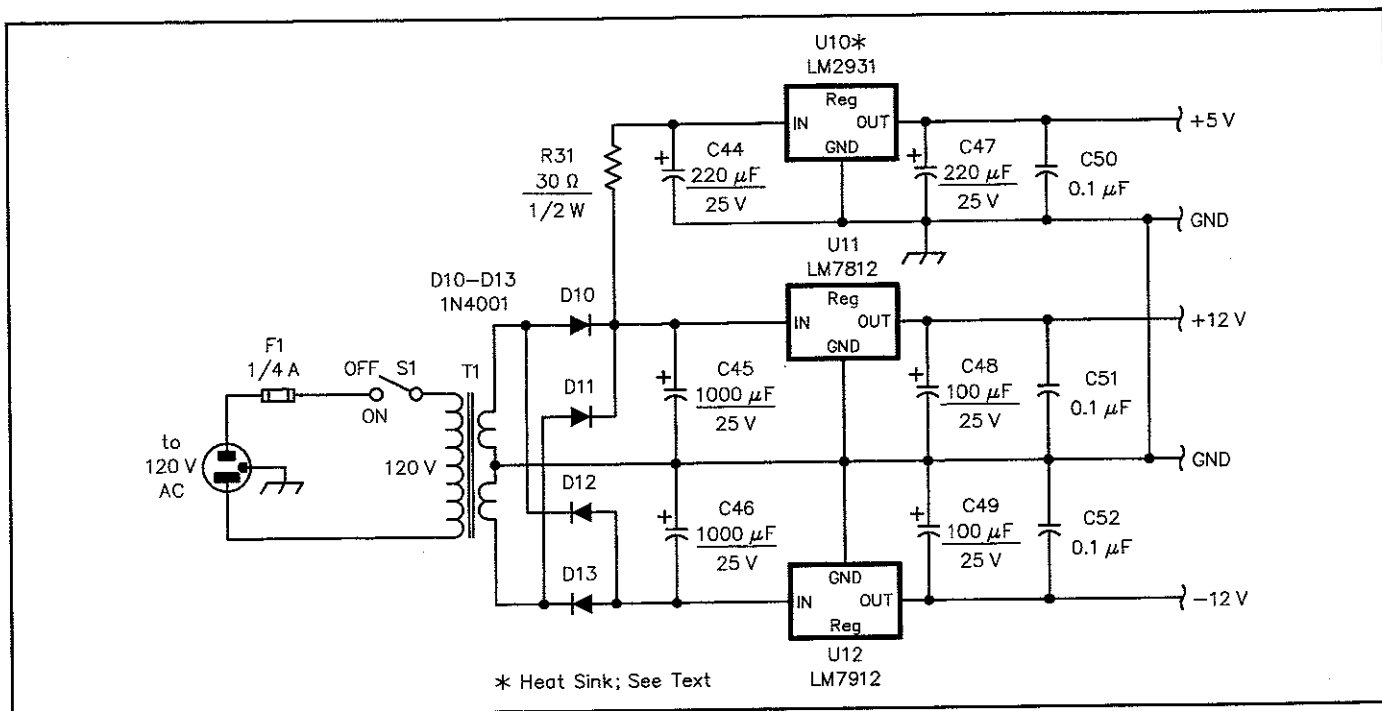 U10*
LM2931
Reg
IN OUT
GND
+5 V
R31
30 Ω
1/2 W
C44
220 µF
25 V
+
C47
220 µF
25 V
+
C50
0.1 µF
GND
U11
LM7812
Reg
IN OUT
GND
+12 V
D10-D13
1N4001
D10
F1
1/4 A
OFF S1
ON
T1
D11
C45
1000 µF
25 V
+
C48
100 µF
25 V
+
C51
0.1 µF
to
120 V
AC
120 V
GND
D12
C46
1000 µF
25 V
+
C49
100 µF
25 V
+
C52
0.1 µF
D13
GND
IN OUT
Reg
-12 V
U12
LM7912
* Heat Sink; See Text